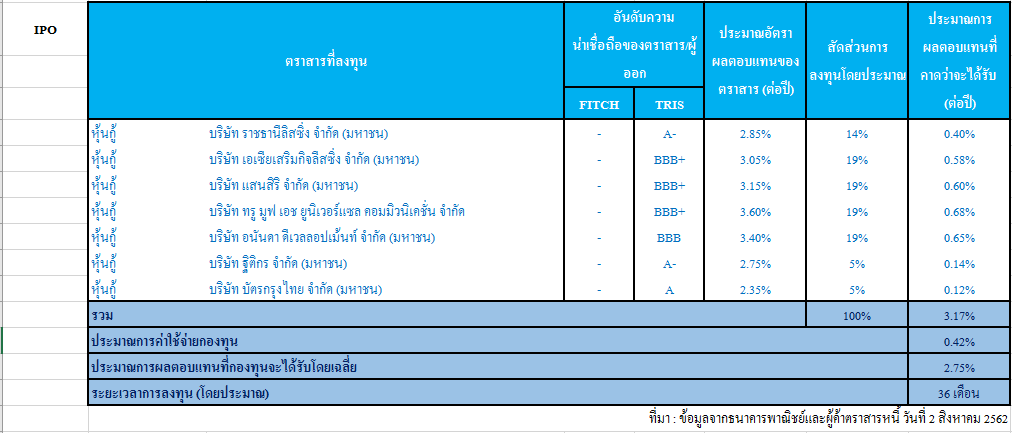 IPO
ตราสารที่ลงทุน
อันดับความ
น่าเชื่อถือของตราสาร/ผู้
ออก
FITCH TRIS
ประมาณอัตรา
ผลตอบแทนของ
ตราสาร (ต่อปี)
สัดส่วนการ
ลงทุนโดยประมาณ
ประมาณการ
ผลตอบแทนที่
คาดว่าจะได้รับ
(ต่อปี)
หุ้นกู้ บริษัท ราชธานีลิสซิ่ง จำกัด (มหาชน) - A- 2.85% 14% 0.40%
หุ้นกู้ บริษัท เอเซียเสริมกิจลีสซิ่ง จำกัด (มหาชน) - BBB+ 3.05% 19% 0.58%
หุ้นกู้ บริษัท แสนสิริ จำกัด (มหาชน) - BBB+ 3.15% 19% 0.60%
หุ้นกู้ บริษัท ทรู มูฟ เอช ยูนิเวอร์แซล คอมมิวนิเคชั่น จำกัด - BBB+ 3.60% 19% 0.68%
หุ้นกู้ บริษัท อนันดา ดีเวลลอปเม้นท์ จำกัด (มหาชน) - BBB 3.40% 19% 0.65%
หุ้นกู้ บริษัท ฐิติกร จำกัด (มหาชน) - A- 2.75% 5% 0.14%
หุ้นกู้ บริษัท บัตรกรุงไทย จำกัด (มหาชน) - A 2.35% 5% 0.12%
รวม 100% 3.17%
ประมาณการค่าใช้จ่ายกองทุน 0.42%
ประมาณการผลตอบแทนที่กองทุนจะได้รับโดยเฉลี่ย 2.75%
ระยะเวลาการลงทุน (โดยประมาณ) 36 เดือน
ที่มา : ข้อมูลจากธนาคารพาณิชย์และผู้ค้าตราสารหนี้ วันที่ 2 สิงหาคม 2562